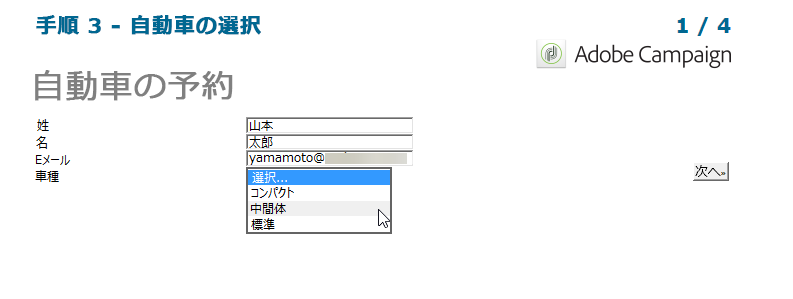 手順 3 - 自動車の選択 1 / 4
Adobe Campaign
自動車の予約
姓 山本
名 太郎
Eメール yamamoto@
車種 選択...
次へ»
コンパクト
中間体
標準